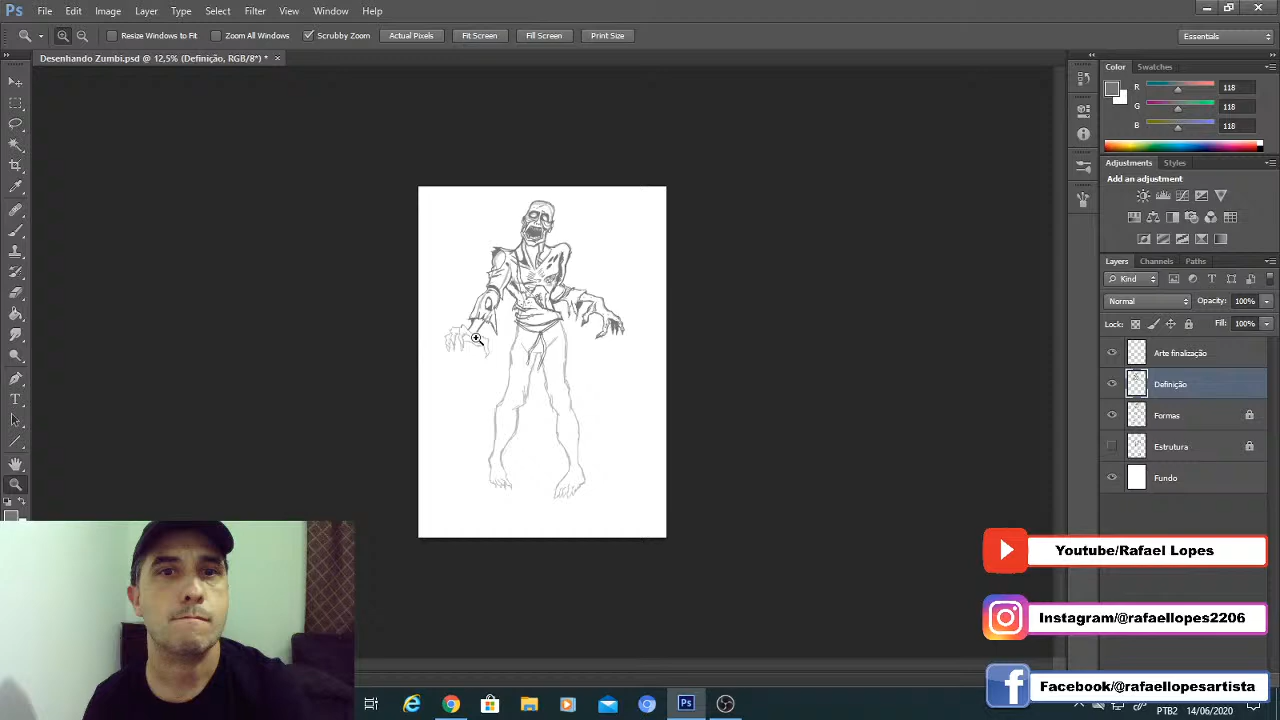 Ps File Edit Image Layer Type Select Filter View Window Help
Resize Windows to Fit Zoom All Windows Scrubby Zoom Actual Pixels Fit Screen Fill Screen Print Size Essentials
Desenhando Zumbi.psd @ 12,5% (Definição, RGB/8*) *
Color Swatches
R 118
G 118
B 118
Adjustments Styles
Add an adjustment
Layers Channels Paths
Kind
Normal Opacity: 100%
Lock: Fill: 100%
Arte finalização
Definição
Formas
Estrutura
Fundo
Youtube/Rafael Lopes
Instagram/@rafaellopes2206
Facebook/@rafaellopesartista
Ps
PTB2 14/06/2020